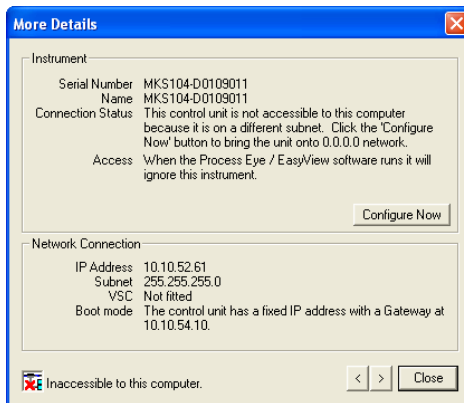 More Details
Instrument
Serial Number MKS104-D0109011
Name MKS104-D0109011
Connection Status This control unit is not accessible to this computer
because it is on a different subnet. Click the 'Configure
Now' button to bring the unit onto 0.0.0.0 network.
Access When the Process Eye / EasyView software runs it will
ignore this instrument.
Configure Now
Network Connection
IP Address 10.10.52.61
Subnet 255.255.255.0
VSC Not fitted
Boot mode The control unit has a fixed IP address with a Gateway at
10.10.54.10.
Inaccessible to this computer.
< > Close